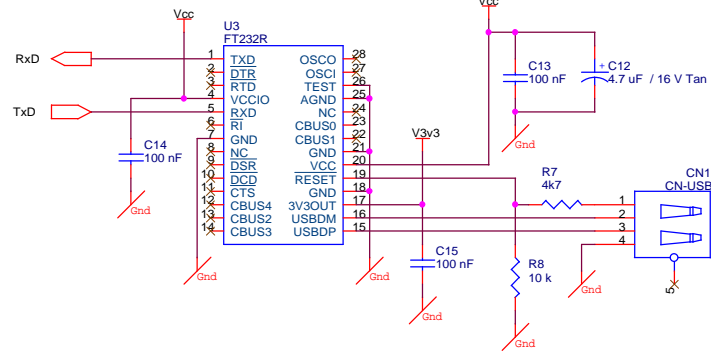 Vcc
Vcc
U3
FT232R
RxD
1
TXD
OSCO
28
2
DTR
OSCI
27
3
RTD
TEST
26
4
VCCIO
AGND
25
TxD
5
RXD
NC
24
6
RI
CBUS0
23
7
GND
CBUS1
22
8
NC
GND
21
9
DSR
VCC
20
10
DCD
RESET
19
11
CTS
GND
18
12
CBUS4
3V3OUT
17
13
CBUS2
USBDM
16
14
CBUS3
USBDP
15
C14
100 nF
Gnd
Gnd
Gnd
V3v3
C15
100 nF
Gnd
C13
100 nF
+
C12
4.7 uF / 16 V Tan
Gnd
R7
4k7
R8
10 k
Gnd
CN1
CN-USB
1
2
3
4
5
Gnd